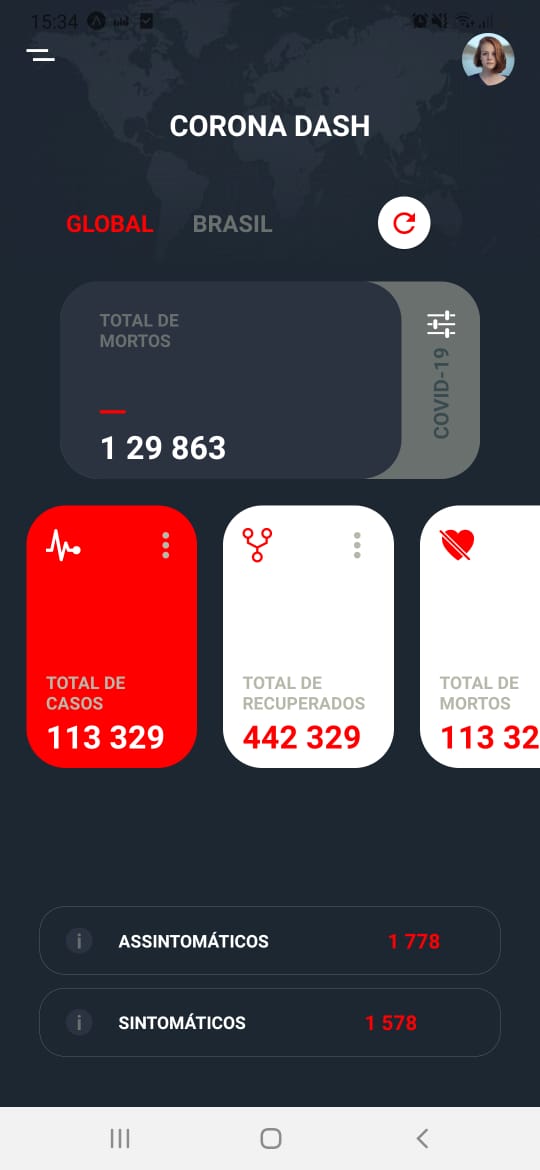 15:34
CORONA DASH
GLOBAL
BRASIL
TOTAL DE
MORTOS
1 29 863
COVID-19
TOTAL DE
CASOS
113 329
TOTAL DE
RECUPERADOS
442 329
TOTAL DE
MORTOS
113 32
ASSINTOMÁTICOS
1 778
SINTOMÁTICOS
1 578